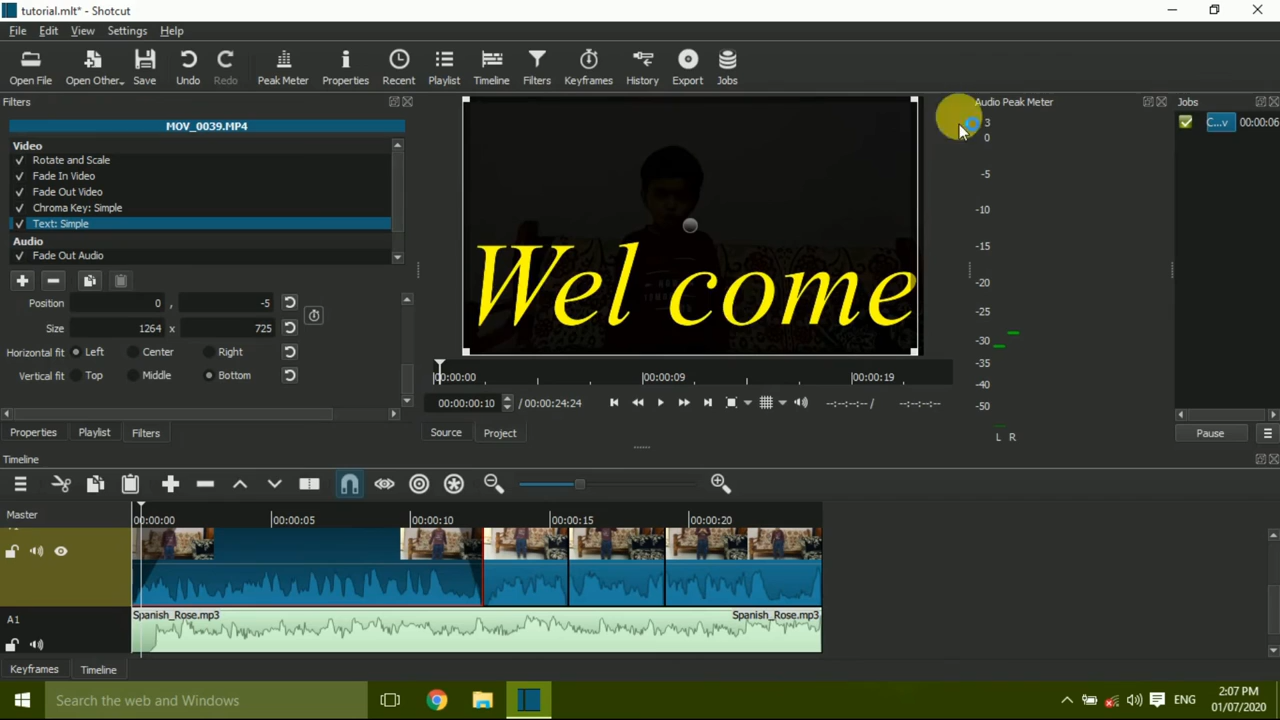 tutorial.mlt* - Shotcut
File Edit View Settings Help
Open File Open Other.. Save Undo Redo Peak Meter Properties Recent Playlist Timeline Filters Keyframes History Export Jobs
Filters
Audio Peak Meter
Jobs
MOV_0039.MP4
Video
Rotate and Scale
Fade In Video
Fade Out Video
Chroma Key: Simple
Text: Simple
Audio
Fade Out Audio
Position 0 , -5
Size 1264 x 725
Horizontal fit Left Center Right
Vertical fit Top Middle Bottom
Properties Playlist Filters
Wel come
00:00:00 00:00:09 00:00:19
00:00:00:10 / 00:00:24:24 --:--:--:-- / --:--:--:--
Source Project
3
0
-5
-10
-15
-20
-25
-30
-35
-40
-50
L R
C...v 00:00:06
Pause
Timeline
Master
00:00:00 00:00:05 00:00:10 00:00:15 00:00:20
A1
Spanish_Rose.mp3 Spanish_Rose.mp3
Keyframes Timeline
Search the web and Windows
ENG
2:07 PM
01/07/2020